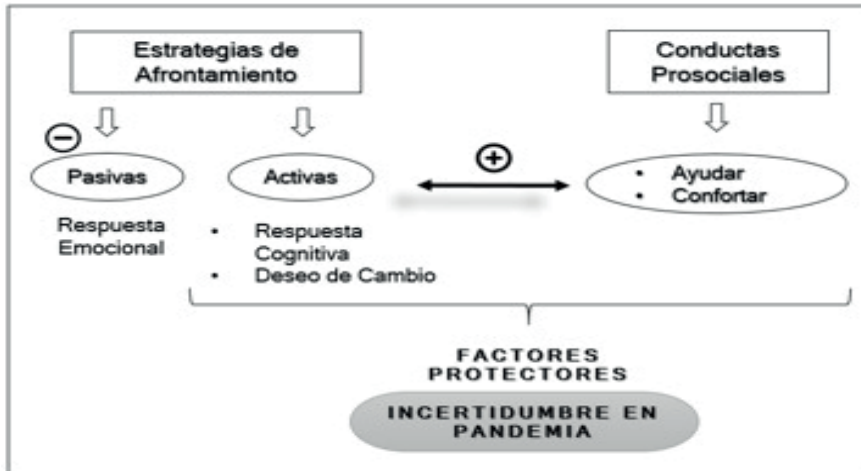 Estrategias de
Afrontamiento
Conductas
Prosociales
−
+
Pasivas
Activas
• Ayudar
• Confortar
Respuesta
Emocional
• Respuesta
Cognitiva
• Deseo de Cambio
FACTORES
PROTECTORES
INCERTIDUMBRE EN
PANDEMIA